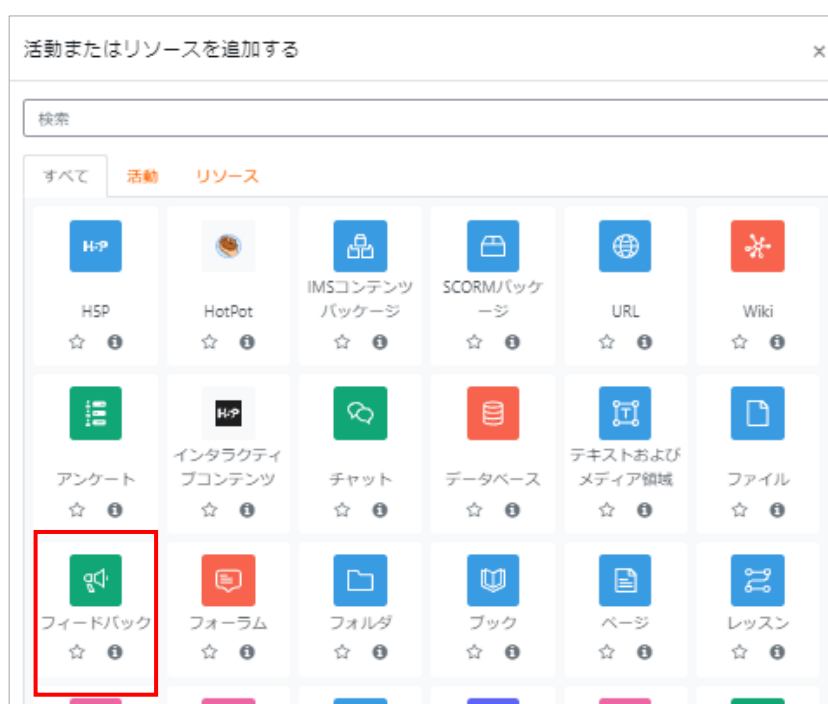 活動またはリソースを追加する ×
検索
すべて 活動 リソース
H5P
H5P
HotPot
IMSコンテンツ
パッケージ
SCORMパッケ
ージ
URL
Wiki
アンケート
H5P
インタラクティ
ブコンテンツ
チャット
データベース
T
テキストおよび
メディア領域
ファイル
フィードバック
フォーラム
フォルダ
ブック
ページ
レッスン